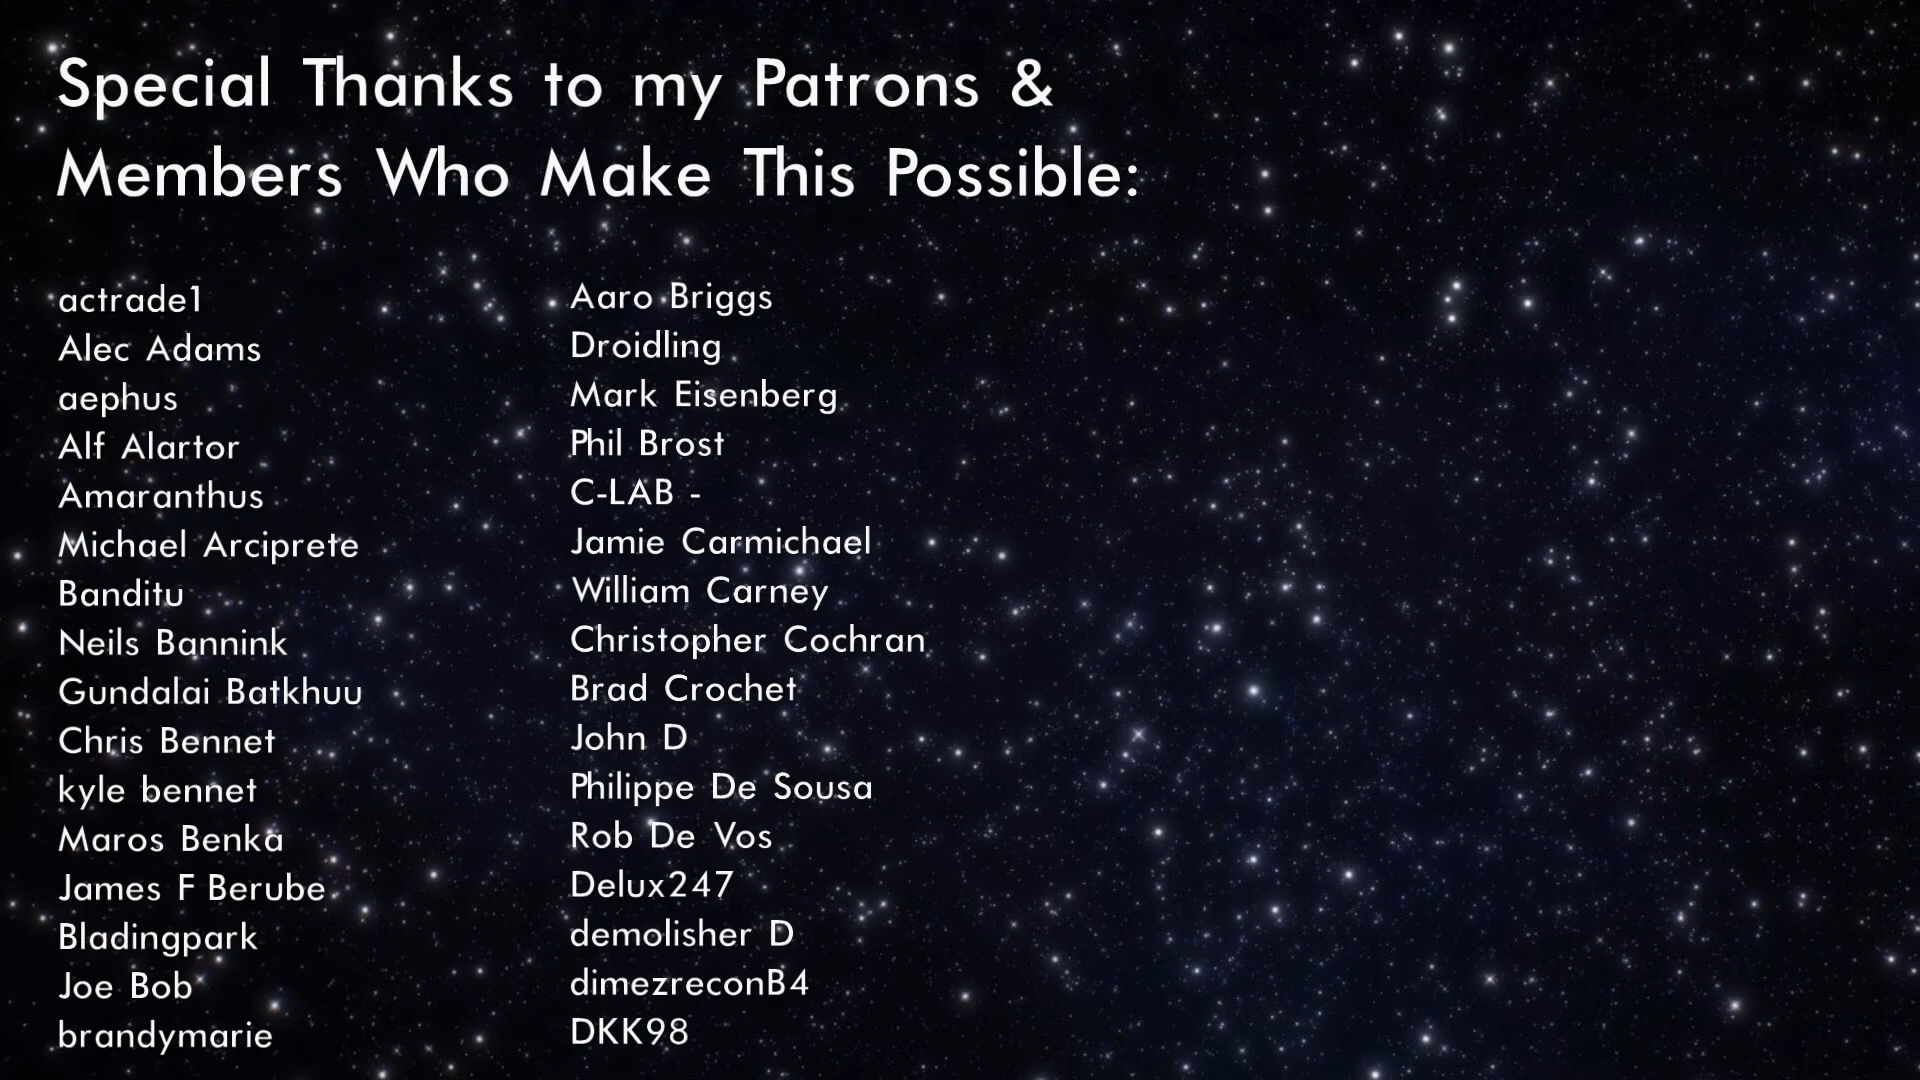 Special Thanks to my Patrons &
Members Who Make This Possible:
actrade1
Alec Adams
aephus
Alf Alartor
Amaranthus
Michael Arciprete
Banditu
Neils Bannink
Gundalai Batkhuu
Chris Bennet
kyle bennet
Maros Benka
James F Berube
Bladingpark
Joe Bob
brandymarie
Aaro Briggs
Droidling
Mark Eisenberg
Phil Brost
C-LAB -
Jamie Carmichael
William Carney
Christopher Cochran
Brad Crochet
John D
Philippe De Sousa
Rob De Vos
Delux247
demolisher D
dimezreconB4
DKK98